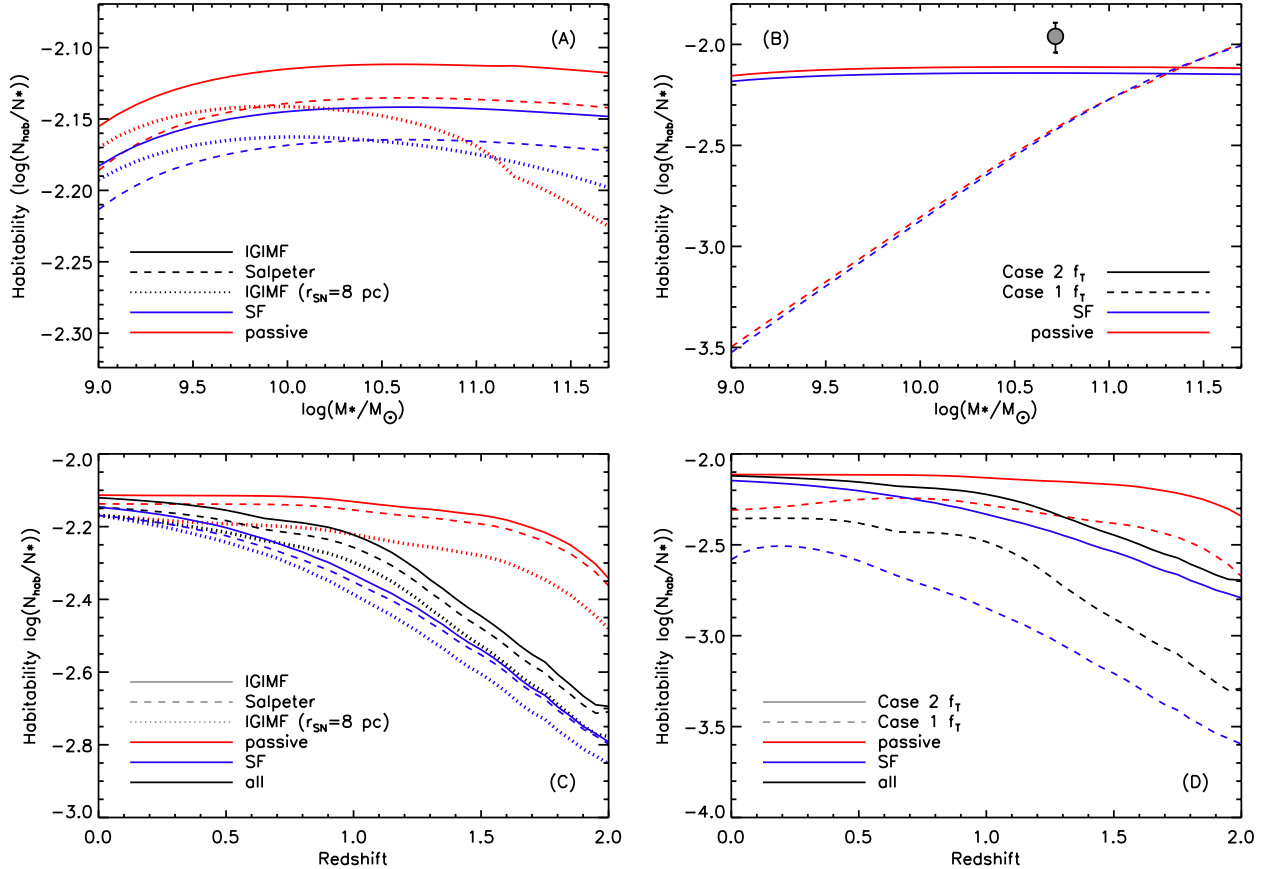 (A)
Habitability (log(N_hab/N*)
-2.10
-2.15
-2.20
-2.25
-2.30
IGIMF
Salpeter
IGIMF (r_SN=8 pc)
SF
passive
9.0 9.5 10.0 10.5 11.0 11.5
log(M*/M☉)
(B)
Habitability (log(N_hab/N*)
-2.0
-2.5
-3.0
-3.5
Case 2 f_T
Case 1 f_T
SF
passive
9.0 9.5 10.0 10.5 11.0 11.5
log(M*/M☉)
Habitability log(N_hab/N*))
-2.0
-2.2
-2.4
-2.6
-2.8
-3.0
IGIMF
Salpeter
IGIMF (r_SN=8 pc)
passive
SF
all
(C)
0.0 0.5 1.0 1.5 2.0
Redshift
Habitability log(N_hab/N*))
-2.0
-2.5
-3.0
-3.5
-4.0
Case 2 f_T
Case 1 f_T
passive
SF
all
(D)
0.0 0.5 1.0 1.5 2.0
Redshift